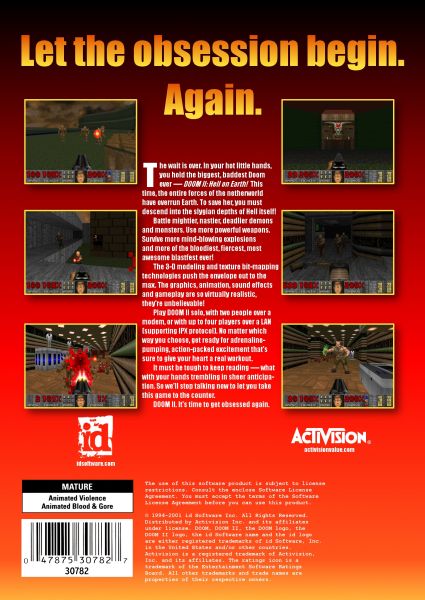 Let the obsession begin.
Again.
The wait is over. In your hot little hands,
you hold the biggest, baddest Doom
ever — DOOM II: Hell on Earth! This
time, the entire forces of the netherworld
have overrun Earth. To save her, you must
descend into the stygian depths of Hell itself!
Battle mightier, nastier, deadlier demons
and monsters. Use more powerful weapons.
Survive more mind-blowing explosions
and more of the bloodiest, fiercest, most
awesome blastfest ever!
The 3-D modeling and texture bit-mapping
technologies push the envelope out to the
max. The graphics, animation, sound effects
and gameplay are so virtually realistic,
they're unbelievable!
Play DOOM II solo, with two people over a
modem, or with up to four players over a LAN
(supporting IPX protocol). No matter which
way you choose, get ready for adrenaline-
pumping, action-packed excitement that's
sure to give your heart a real workout.
It must be tough to keep reading — what
with your hands trembling in sheer anticipa-
tion. So we'll stop talking now to let you take
this game to the counter.
DOOM II. It's time to get obsessed again.
id
idsoftware.com
ACTIVISION®
activisionvalue.com
MATURE
Animated Violence
Animated Blood & Gore
0 47875 30782 7
30782
The use of this software product is subject to license
restrictions. Consult the enclose Software License
Agreement. You must accept the terms of the Software
License Agreement before you can use this product.
© 1994-2001 id Software Inc. All Rights Reserved.
Distributed by Activision Inc. and its affiliates
under license. DOOM, DOOM II, the DOOM logo, the
DOOM II logo, the id Software name and the id logo
are either registered trademarks of id Software, Inc.
in the United States and/or other countries.
Activision is a registered trademark of Activision,
Inc. and its affiliates. The ratings icon is a
trademark of the Entertainment Software Ratings
Board. All other trademarks and trade names are
properties of their respective owners.